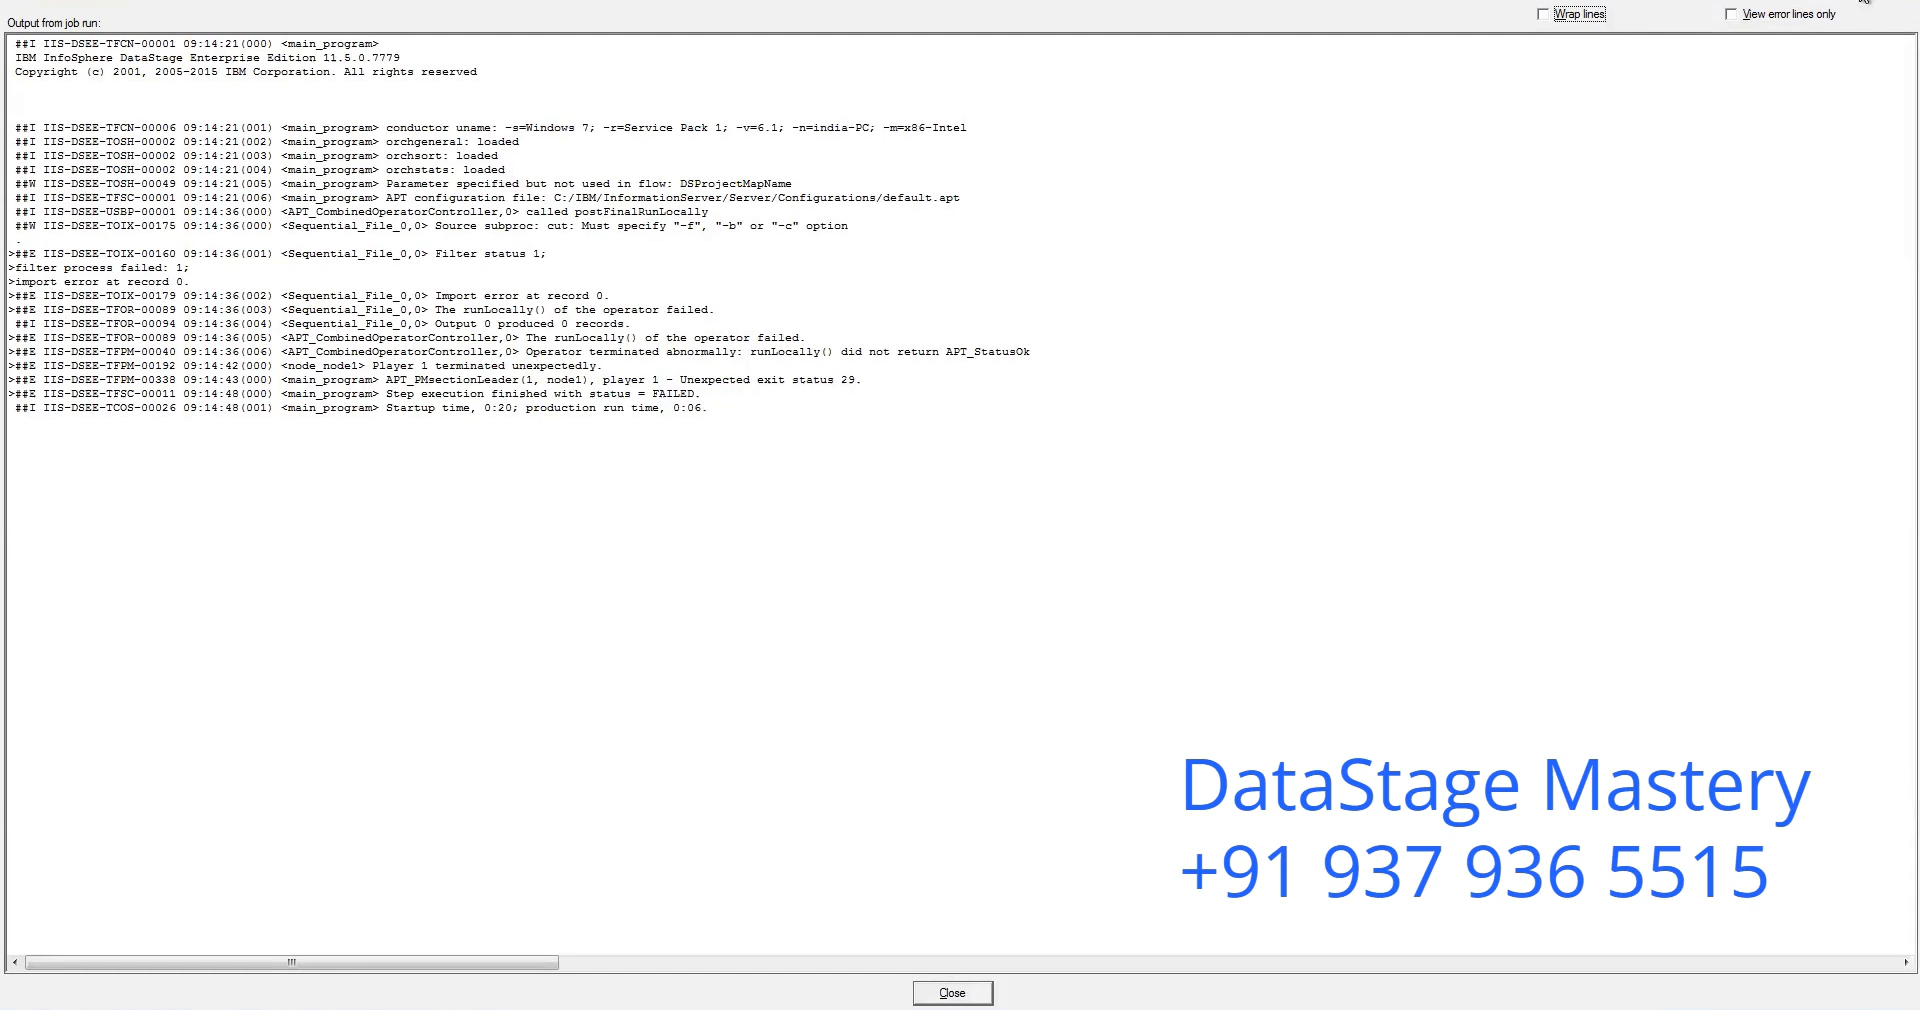 Output from job run:
Wrap lines
View error lines only
##I IIS-DSEE-TFCN-00001 09:14:21(000) <main_program>
IBM InfoSphere DataStage Enterprise Edition 11.5.0.7779
Copyright (c) 2001, 2005-2015 IBM Corporation. All rights reserved
##I IIS-DSEE-TFCN-00006 09:14:21(001) <main_program> conductor uname: -s=Windows 7; -r=Service Pack 1; -v=6.1; -n=india-PC; -m=x86-Intel
##I IIS-DSEE-TOSH-00002 09:14:21(002) <main_program> orchgeneral: loaded
##I IIS-DSEE-TOSH-00002 09:14:21(003) <main_program> orchsort: loaded
##I IIS-DSEE-TOSH-00002 09:14:21(004) <main_program> orchstats: loaded
##W IIS-DSEE-TOSH-00049 09:14:21(005) <main_program> Parameter specified but not used in flow: DSProjectMapName
##I IIS-DSEE-TFSC-00001 09:14:21(006) <main_program> APT configuration file: C:/IBM/InformationServer/Server/Configurations/default.apt
##I IIS-DSEE-USBP-00001 09:14:36(000) <APT_CombinedOperatorController,0> called postFinalRunLocally
##W IIS-DSEE-TOIX-00175 09:14:36(000) <Sequential_File_0,0> Source subproc: cut: Must specify "-f", "-b" or "-c" option
.
>##E IIS-DSEE-TOIX-00160 09:14:36(001) <Sequential_File_0,0> Filter status 1;
>filter process failed: 1;
>import error at record 0.
>##E IIS-DSEE-TOIX-00179 09:14:36(002) <Sequential_File_0,0> Import error at record 0.
>##E IIS-DSEE-TFOR-00089 09:14:36(003) <Sequential_File_0,0> The runLocally() of the operator failed.
##I IIS-DSEE-TFOR-00094 09:14:36(004) <Sequential_File_0,0> Output 0 produced 0 records.
>##E IIS-DSEE-TFOR-00089 09:14:36(005) <APT_CombinedOperatorController,0> The runLocally() of the operator failed.
>##E IIS-DSEE-TFPM-00040 09:14:36(006) <APT_CombinedOperatorController,0> Operator terminated abnormally: runLocally() did not return APT_StatusOk
>##E IIS-DSEE-TFPM-00192 09:14:42(000) <node_node1> Player 1 terminated unexpectedly.
>##E IIS-DSEE-TFPM-00338 09:14:43(000) <main_program> APT_PMsectionLeader(1, node1), player 1 - Unexpected exit status 29.
>##E IIS-DSEE-TFSC-00011 09:14:48(000) <main_program> Step execution finished with status = FAILED.
##I IIS-DSEE-TCOS-00026 09:14:48(001) <main_program> Startup time, 0:20; production run time, 0:06.
DataStage Mastery
+91 937 936 5515
Close